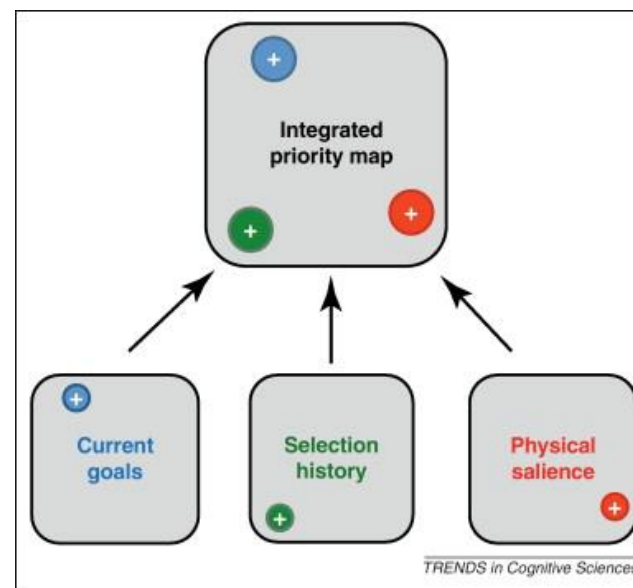 +
Integrated
priority map
+
+
+
Current
goals
Selection
history
+
Physical
salience
+
TRENDS in Cognitive Sciences